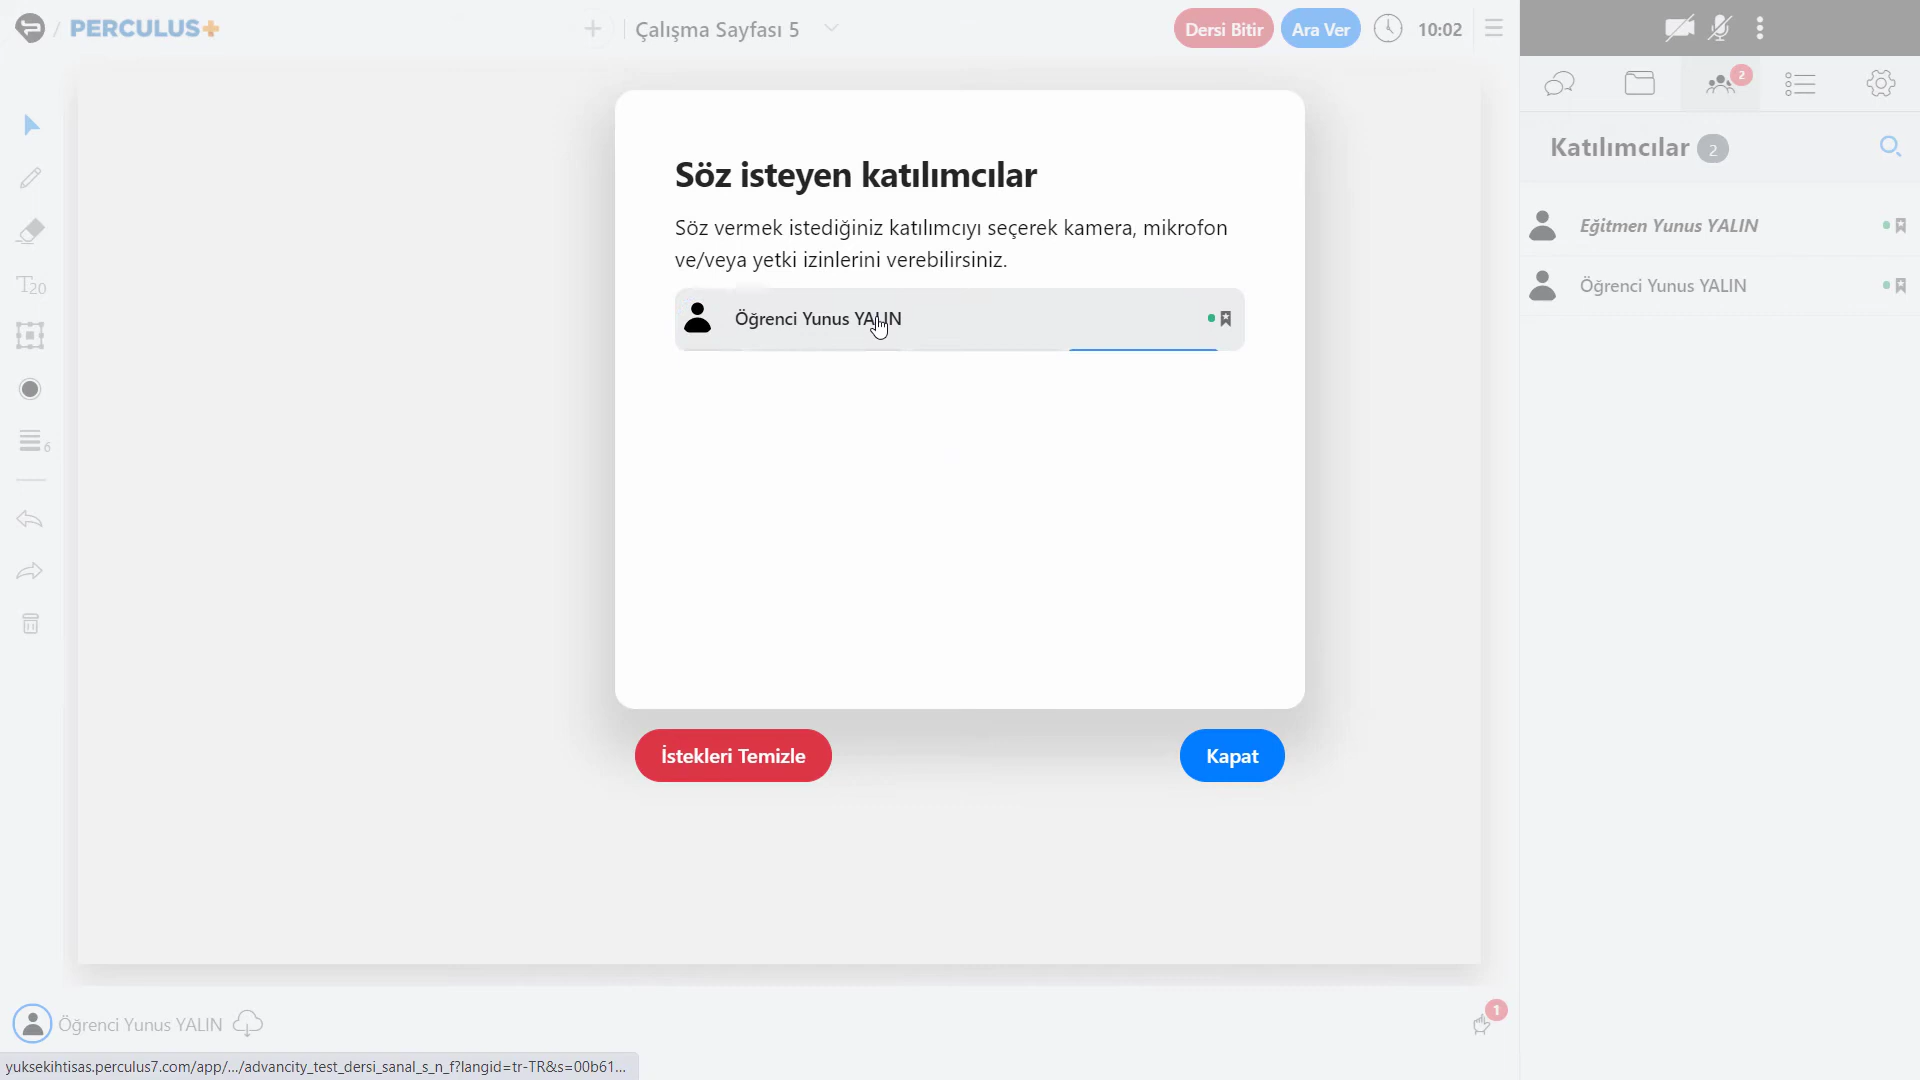 / PERCULUS+
Çalışma Sayfası 5
Dersi Bitir
Ara Ver
10:02
2
Katılımcılar 2
Eğitmen Yunus YALIN
Öğrenci Yunus YALIN
T20
6
Söz isteyen katılımcılar
Söz vermek istediğiniz katılımcıyı seçerek kamera, mikrofon
ve/veya yetki izinlerini verebilirsiniz.
Öğrenci Yunus YALIN
İstekleri Temizle
Kapat
Öğrenci Yunus YALIN
1
yuksekihtisas.perculus7.com/app/.../advancity_test_dersi_sanal_s_n_f?langid=tr-TR&s=00b61...